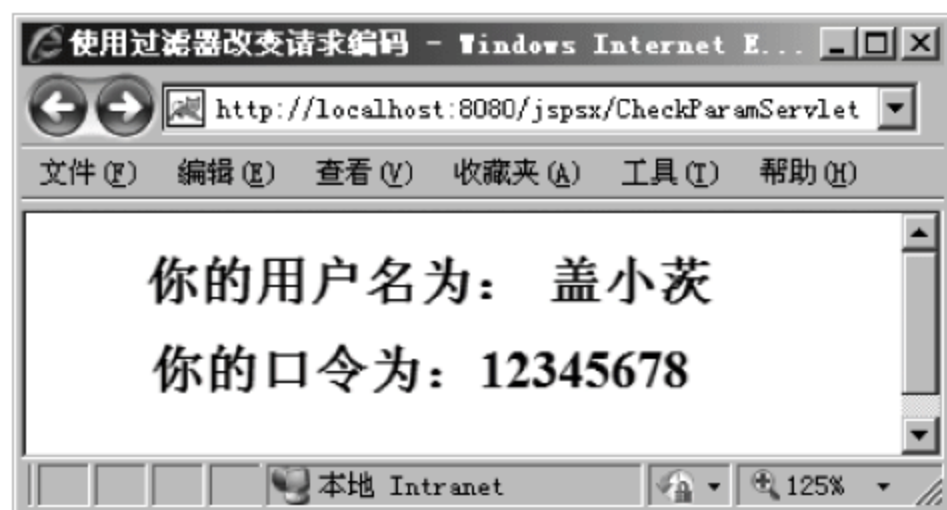 使用过滤器改变请求编码 - Windows Internet E...
http://localhost:8080/jspsx/CheckParamServlet
文件(F) 编辑(E) 查看(V) 收藏夹(A) 工具(T) 帮助(H)
你的用户名为： 盖小茨
你的口令为：12345678
本地 Intranet 125%